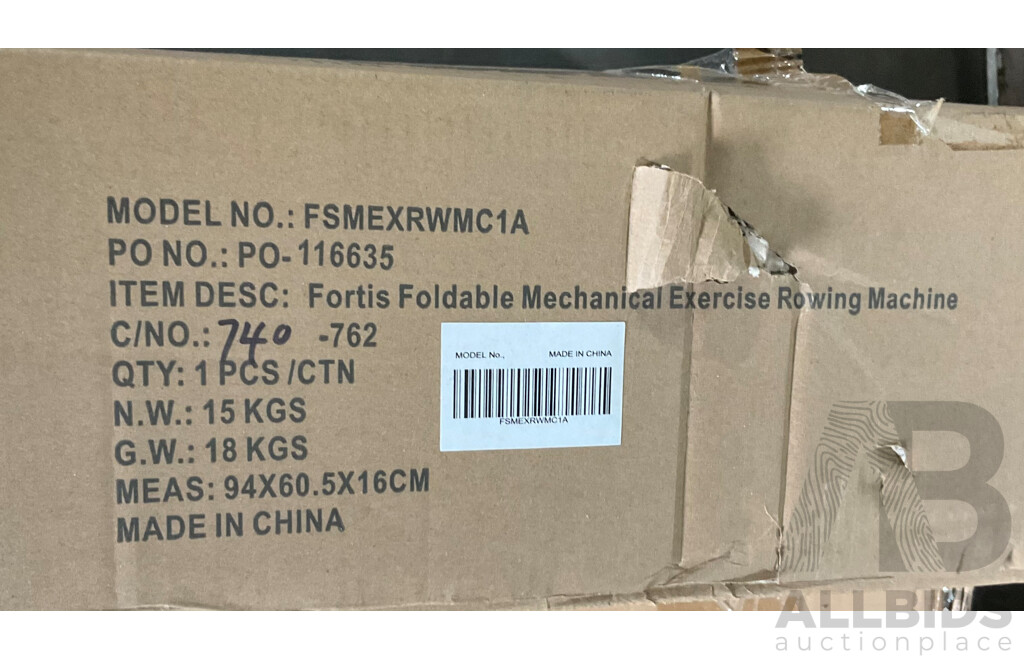 MODEL NO.: FSMEXRWMC1A
PO NO.: PO-116635
ITEM DESC: Fortis Foldable Mechanical Exercise Rowing Machine
C/NO.: 740 -762
QTY: 1 PCS /CTN
N.W.: 15 KGS
G.W.: 18 KGS
MEAS: 94X60.5X16CM
MADE IN CHINA
MODEL No., MADE IN CHINA
FSMEXRWMC1A
AB
ALLBIDS
auctionplace